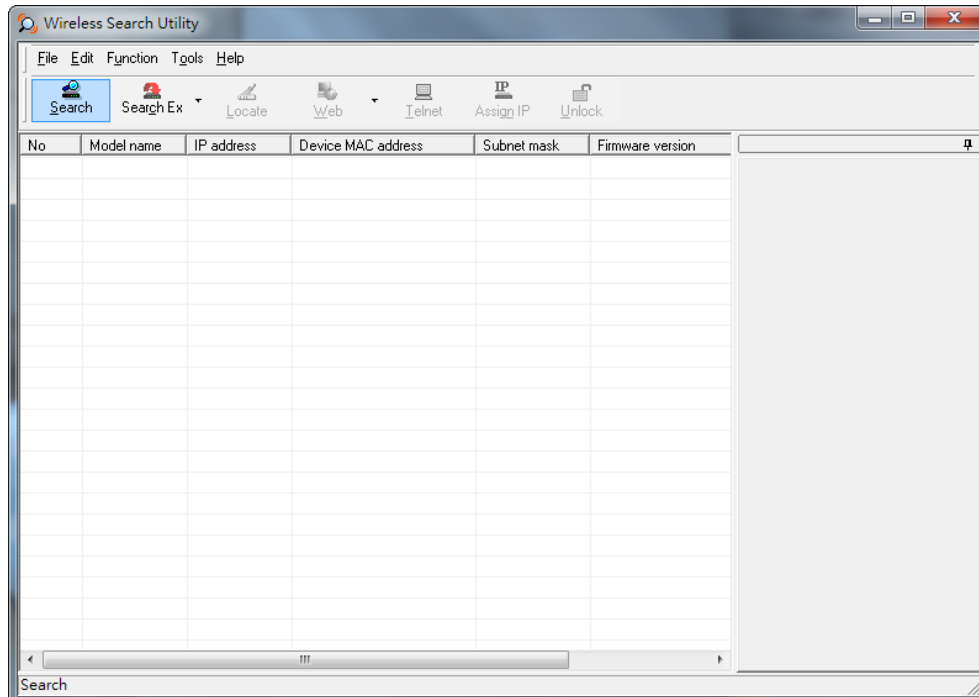 Wireless Search Utility
File Edit Function Tools Help
Search Search Ex Locate Web Telnet IP Assign IP Unlock
No Model name IP address Device MAC address Subnet mask Firmware version
Search